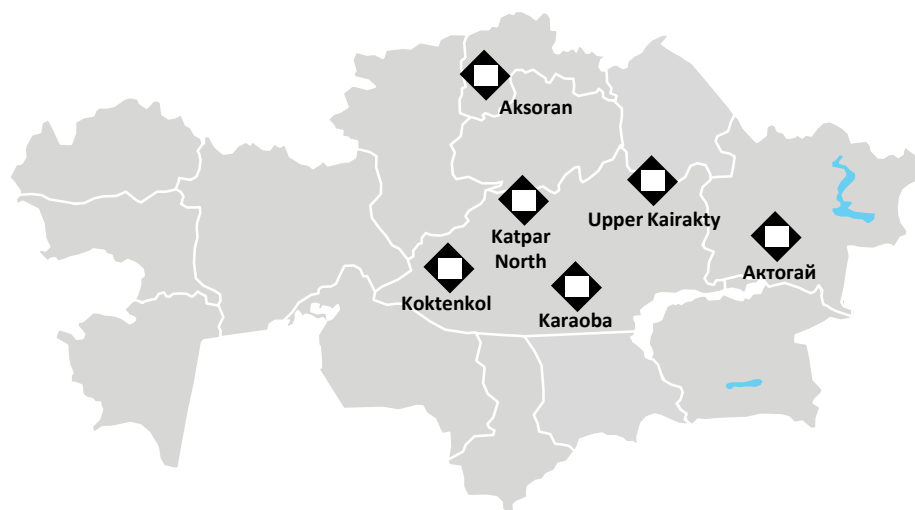 Aksoran
Upper Kairakty
Katpar
North
Актогай
Koktenkol
Karaoba